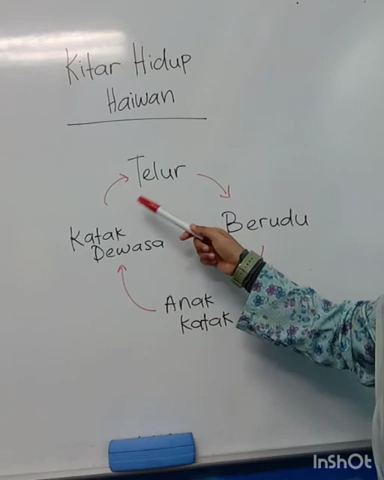 Kitar Hidup
Haiwan
Telur
Berudu
Katak
Dewasa
Anak
Katak
InShOt